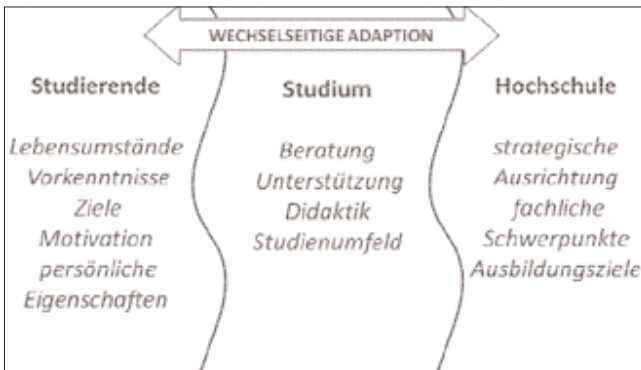 WECHSELSEITIGE ADAPTION
Studierende
Lebensumstände
Vorkenntnisse
Ziele
Motivation
persönliche
Eigenschaften
Studium
Beratung
Unterstützung
Didaktik
Studienumfeld
Hochschule
strategische
Ausrichtung
fachliche
Schwerpunkte
Ausbildungsziele